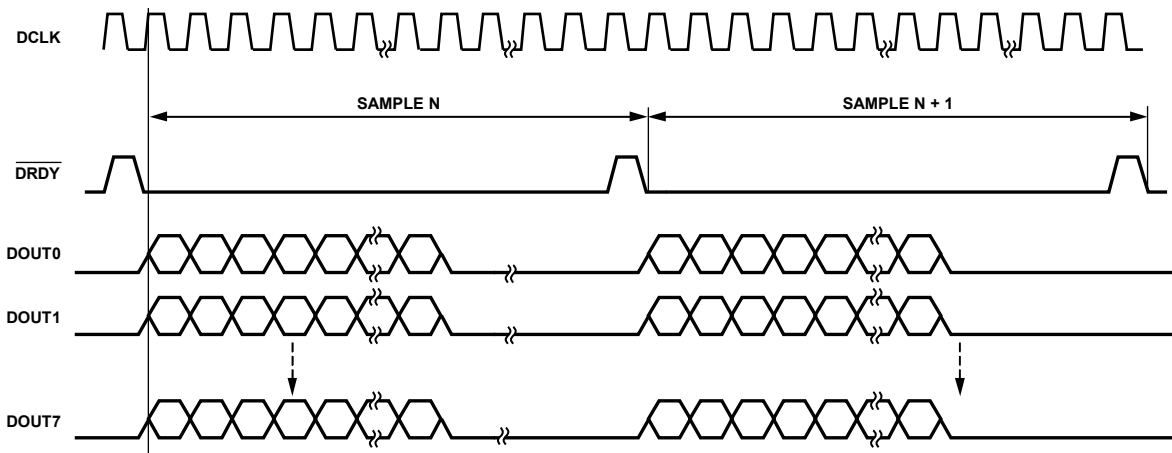 DCLK
SAMPLE N
SAMPLE N + 1
DRDY
DOUT0
DOUT1
DOUT7